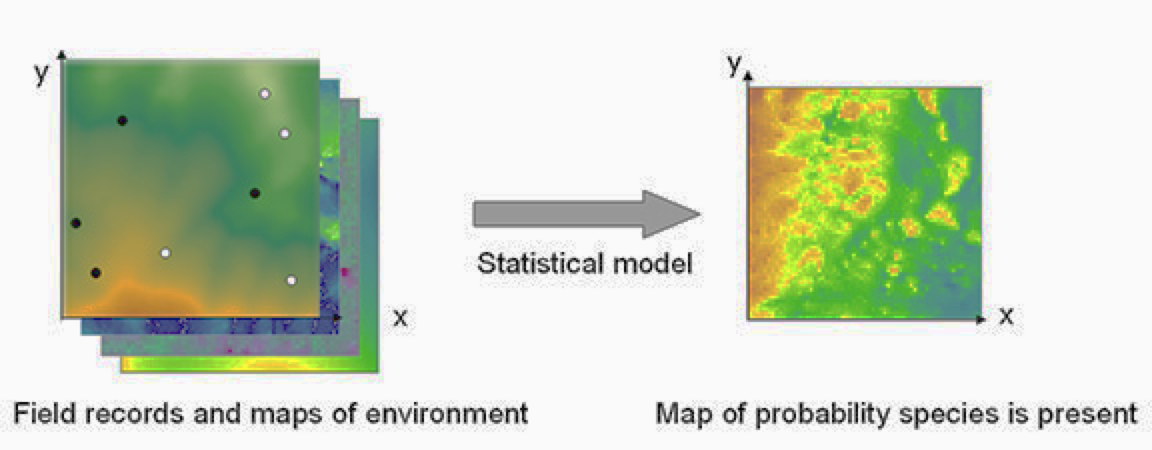 y
x
Statistical model
y
x
Field records and maps of environment
Map of probability species is present